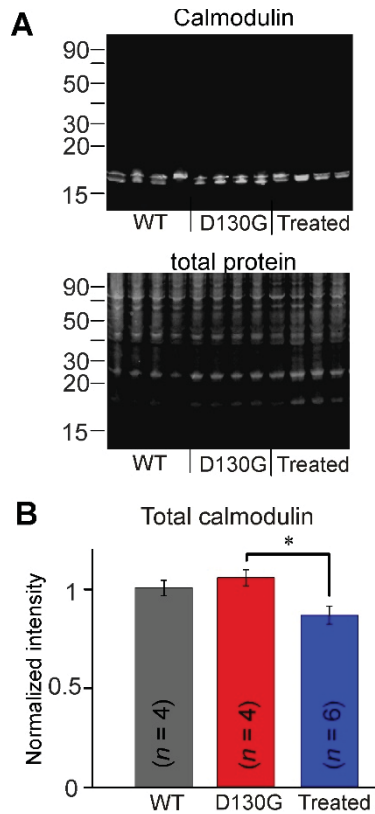 A
Calmodulin
90
50
30
20
15
WT D130G Treated
total protein
90
50
30
20
15
WT D130G Treated
B
Total calmodulin
*
Normalized intensity
1
0.5
0
(n = 4) (n = 4) (n = 6)
WT D130G Treated